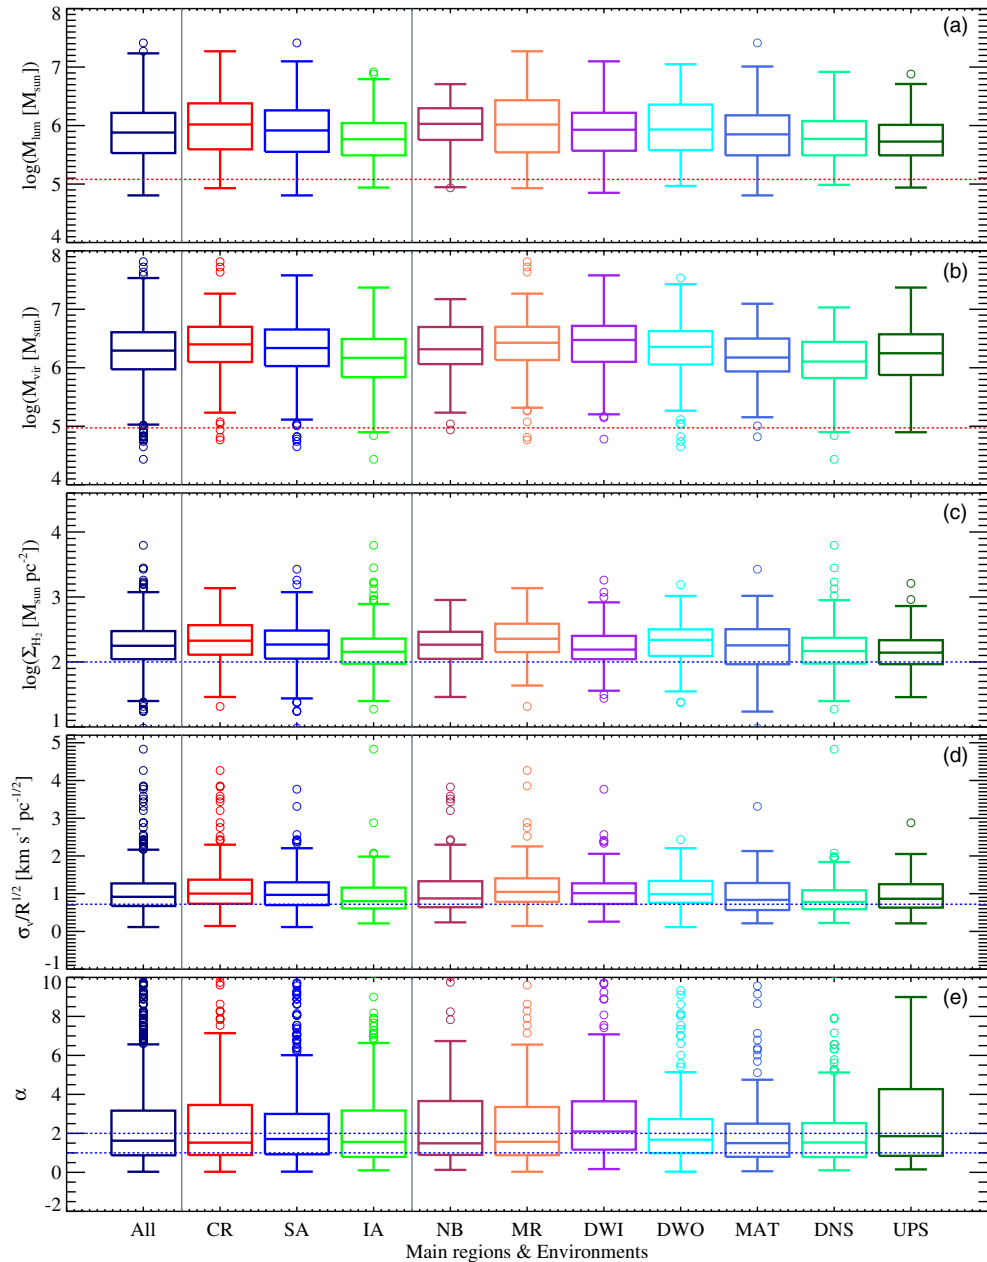 8
(a)
7
6
5
4
log(M_lum [M_sun])
8
(b)
7
6
5
4
log(M_vir [M_sun])
(c)
4
3
2
1
log(Σ_H₂ [M_sun pc⁻²])
5
(d)
4
3
2
1
0
-1
σ_v/R^1/2 [km s⁻¹ pc⁻¹/²]
10
(e)
8
6
4
2
0
-2
α
All CR SA IA NB MR DWI DWO MAT DNS UPS
Main regions & Environments